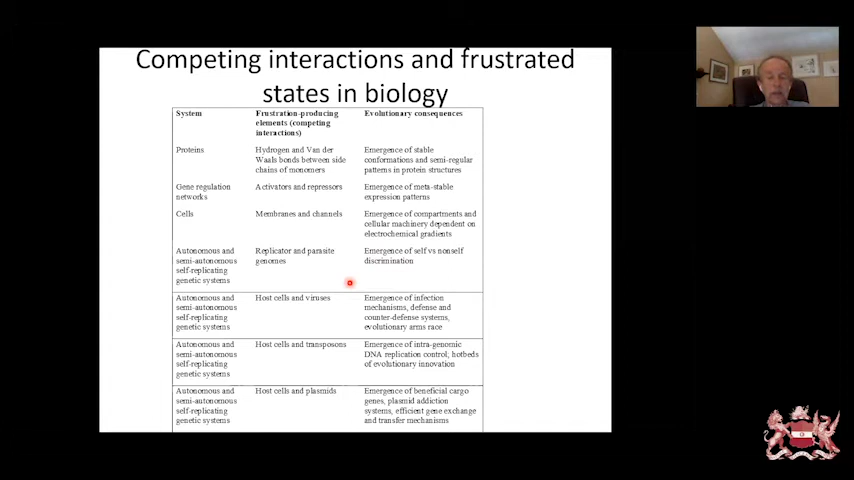 Competing interactions and frustrated
states in biology
System
Frustration-producing
elements (competing
interactions)
Evolutionary consequences
Proteins
Hydrogen and Van der
Waals bonds between side
chains of monomers
Emergence of stable
conformations and semi-regular
patterns in protein structures
Gene regulation
networks
Activators and repressors
Emergence of meta-stable
expression patterns
Cells
Membranes and channels
Emergence of compartments and
cellular machinery dependent on
electrochemical gradients
Autonomous and
semi-autonomous
self-replicating
genetic systems
Replicator and parasite
genomes
Emergence of self vs nonself
discrimination
Autonomous and
semi-autonomous
self-replicating
genetic systems
Host cells and viruses
Emergence of infection
mechanisms, defense and
counter-defense systems,
evolutionary arms race
Autonomous and
semi-autonomous
self-replicating
genetic systems
Host cells and transposons
Emergence of intra-genomic
DNA replication control; hotbeds
of evolutionary innovation
Autonomous and
semi-autonomous
self-replicating
genetic systems
Host cells and plasmids
Emergence of beneficial cargo
genes, plasmid addiction
systems, efficient gene exchange
and transfer mechanisms